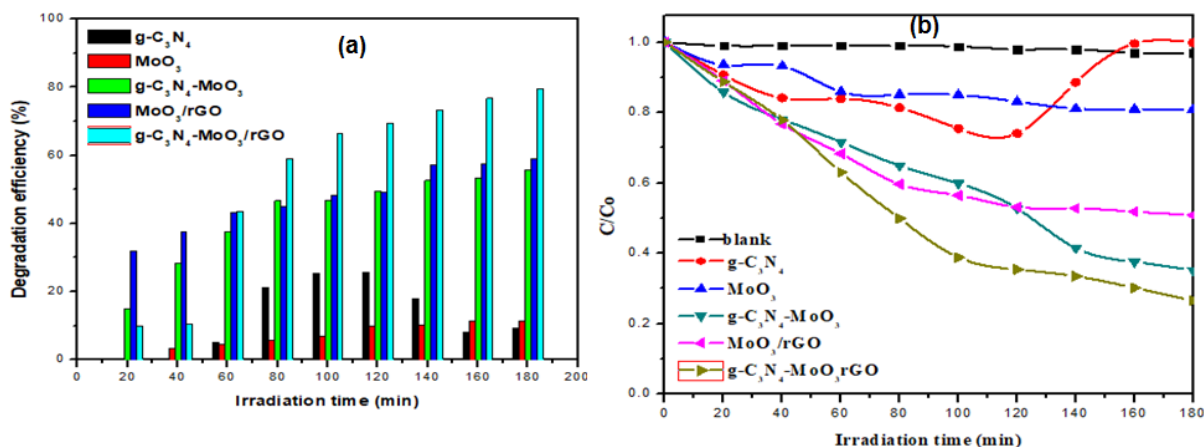 (a)
g-C₃N₄
MoO₃
g-C₃N₄-MoO₃
MoO₃/rGO
g-C₃N₄-MoO₃/rGO
Degradation efficiency (%)
100
80
60
40
20
0
0 20 40 60 80 100 120 140 160 180 200
Irradiation time (min)
(b)
C/Co
1.0
0.8
0.6
0.4
0.2
0.0
blank
g-C₃N₄
MoO₃
g-C₃N₄-MoO₃
MoO₃/rGO
g-C₃N₄-MoO₃rGO
0 20 40 60 80 100 120 140 160 180
Irradiation time (min)